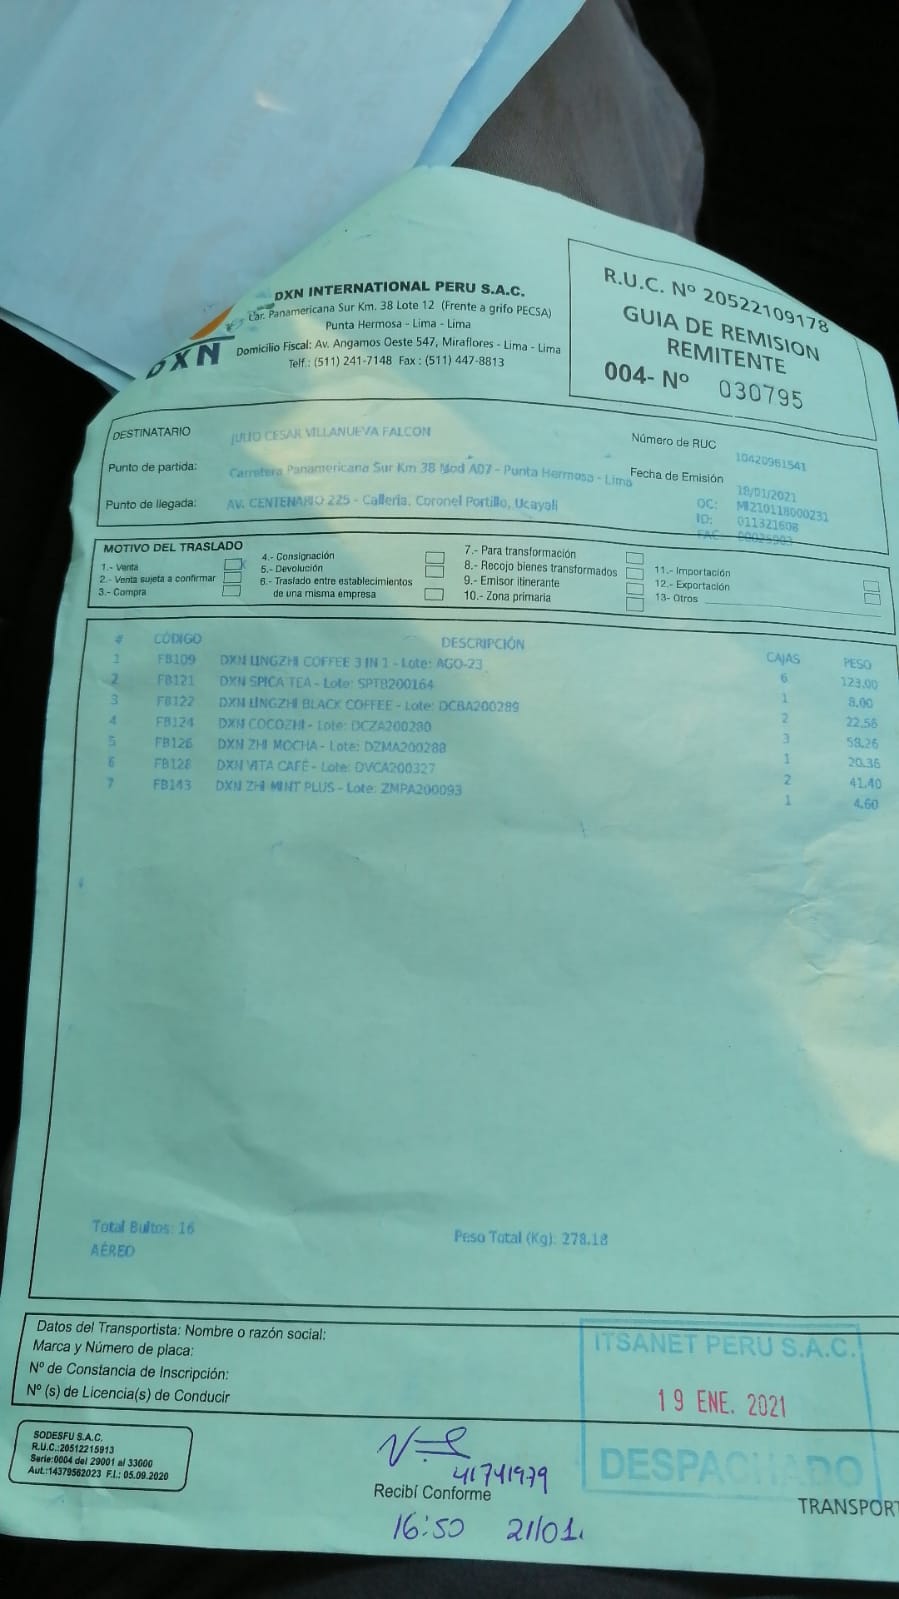 DXN
DXN INTERNATIONAL PERU S.A.C.
Car. Panamericana Sur Km. 38 Lote 12 (Frente a grifo PECSA)
Punta Hermosa - Lima - Lima
Domicilio Fiscal: Av. Angamos Oeste 547, Miraflores - Lima - Lima
Telf.: (511) 241-7148 Fax : (511) 447-8813
R.U.C. Nº 20522109178
GUIA DE REMISION
REMITENTE
004- Nº 030795
DESTINATARIO JULIO CESAR VILLANUEVA FALCON Número de RUC 10420961541
Punto de partida: Carretera Panamericana Sur Km 38 Mod A07 - Punta Hermosa - Lima Fecha de Emisión 18/01/2021
Punto de llegada: AV. CENTENARIO 225 - Calleria, Coronel Portillo, Ucayali
OC: MI210118000231
ID: 011321608
FAC:
MOTIVO DEL TRASLADO
1.- Venta X
2.- Venta sujeta a confirmar
3.- Compra
4.- Consignación
5.- Devolución
6.- Traslado entre establecimientos
de una misma empresa
7.- Para transformación
8.- Recojo bienes transformados
9.- Emisor itinerante
10.- Zona primaria
11.- Importación
12.- Exportación
13- Otros
# CÓDIGO DESCRIPCIÓN CAJAS PESO
1 FB109 DXN LINGZHI COFFEE 3 IN 1 - Lote: AGO-23 6 123.00
2 FB121 DXN SPICA TEA - Lote: SPTB200164 1 8.00
3 FB122 DXN LINGZHI BLACK COFFEE - Lote: DCBA200289 2 22.56
4 FB124 DXN COCOZHI - Lote: DCZA200280 3 58.26
5 FB126 DXN ZHI MOCHA - Lote: DZMA200288 1 20.36
6 FB128 DXN VITA CAFÉ - Lote: DVCA200327 2 41.40
7 FB143 DXN ZHI MINT PLUS - Lote: ZMPA200093 1 4.60
Total Bultos: 16 Peso Total (Kg): 278.18
AÉREO
Datos del Transportista: Nombre o razón social:
Marca y Número de placa:
Nº de Constancia de Inscripción:
Nº (s) de Licencia(s) de Conducir
ITSANET PERU S.A.C.
19 ENE. 2021
DESPACHADO
SODESFU S.A.C.
R.U.C.:20512215913
Serie:0004 del 29001 al 33000
Aut.:14379562023 F.I.: 05.09.2020
41741979
Recibí Conforme
16:50 21/01.
TRANSPORT